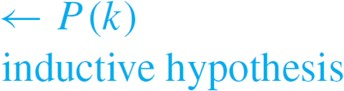 ← P(k)
inductive hypothesis